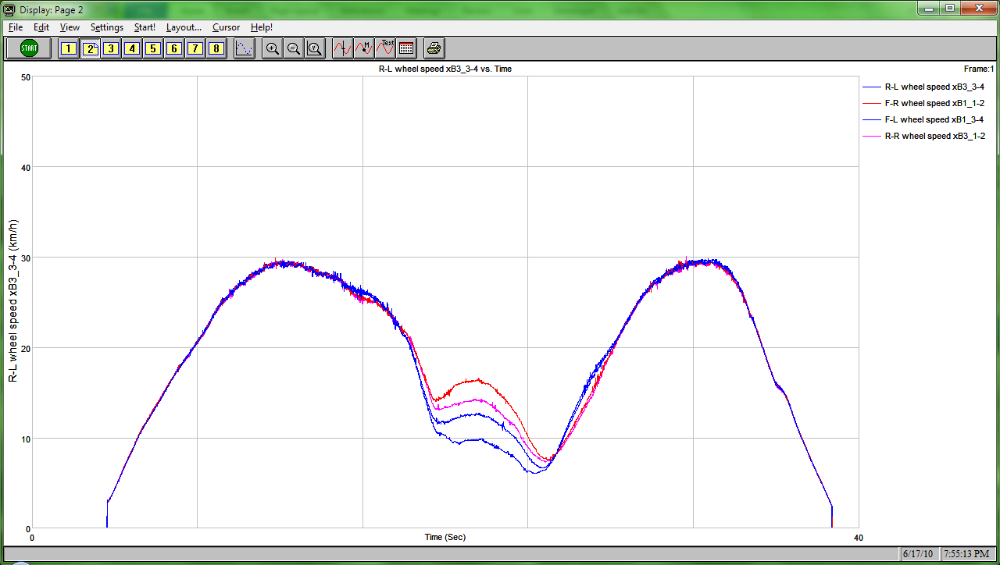 Display: Page 2
File Edit View Settings Start! Layout... Cursor Help!
START 1 2 3 4 5 6 7 8 Y M Text
R-L wheel speed xB3_3-4 vs. Time
Frame:1
R-L wheel speed xB3_3-4
F-R wheel speed xB1_1-2
F-L wheel speed xB1_3-4
R-R wheel speed xB3_1-2
R-L wheel speed xB3_3-4 (km/h)
50
40
30
20
10
0
0 Time (Sec) 40
6/17/10 7:55:13 PM